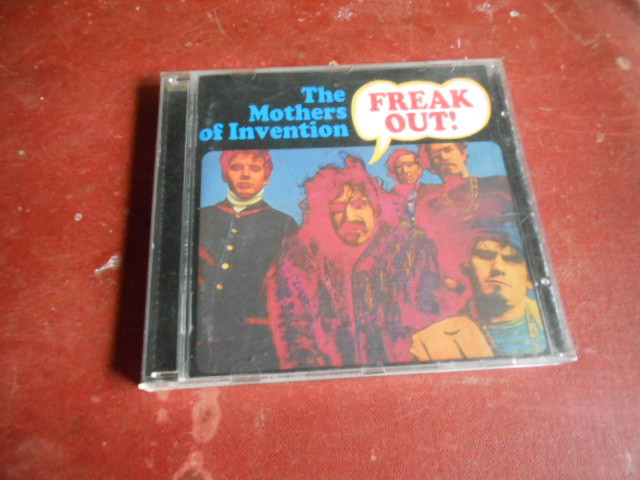 The
Mothers
of Invention
FREAK
OUT!